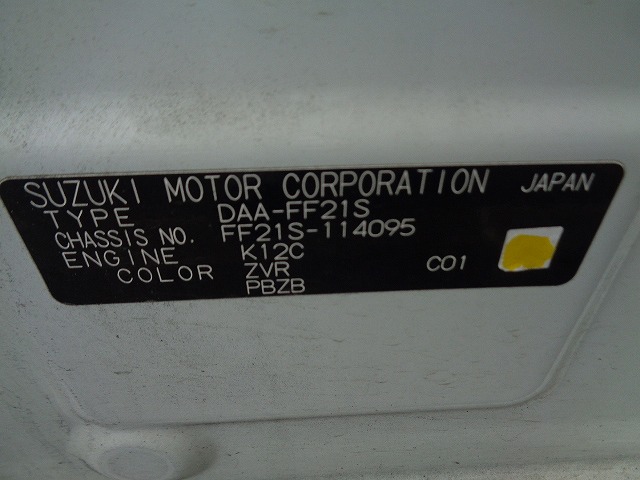 SUZUKI MOTOR CORPORATION JAPAN
TYPE DAA-FF21S
CHASSIS NO. FF21S-114095
ENGINE K12C
COLOR ZVR C01
PBZB